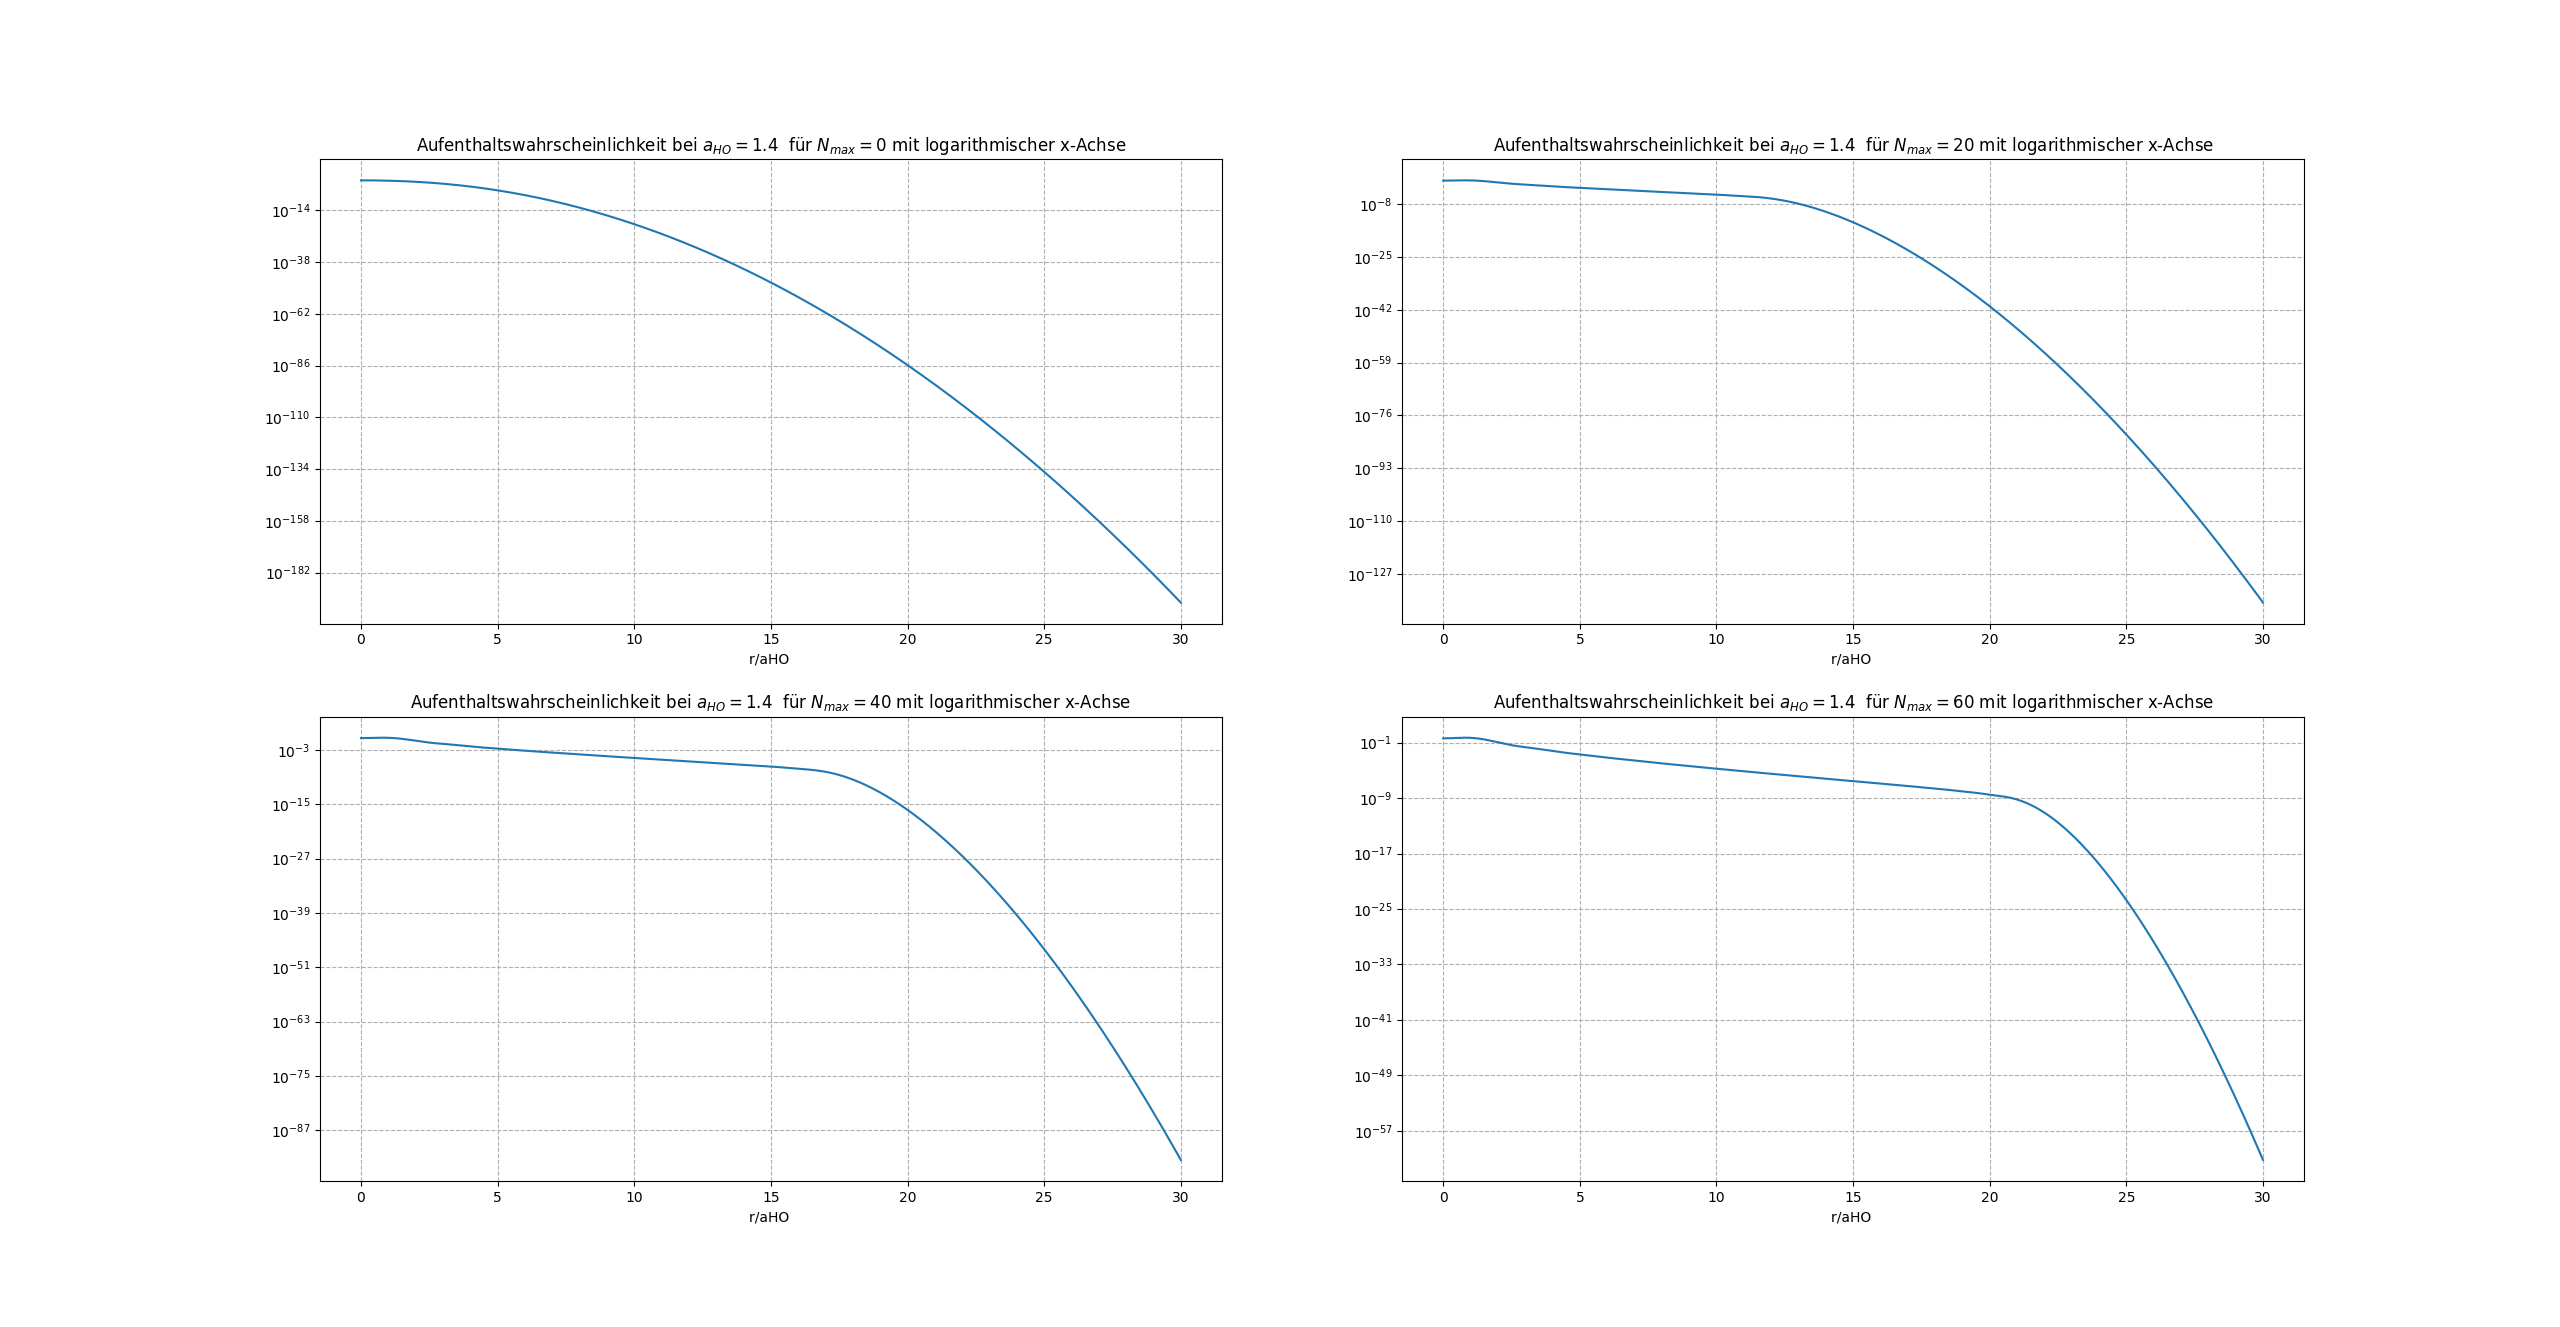 Aufenthaltswahrscheinlichkeit bei a_HO = 1.4 für N_max = 0 mit logarithmischer x-Achse
10^−14
10^−38
10^−62
10^−86
10^−110
10^−134
10^−158
10^−182
0 5 10 15 20 25 30
r/aHO
Aufenthaltswahrscheinlichkeit bei a_HO = 1.4 für N_max = 20 mit logarithmischer x-Achse
10^−8
10^−25
10^−42
10^−59
10^−76
10^−93
10^−110
10^−127
0 5 10 15 20 25 30
r/aHO
Aufenthaltswahrscheinlichkeit bei a_HO = 1.4 für N_max = 40 mit logarithmischer x-Achse
10^−3
10^−15
10^−27
10^−39
10^−51
10^−63
10^−75
10^−87
0 5 10 15 20 25 30
r/aHO
Aufenthaltswahrscheinlichkeit bei a_HO = 1.4 für N_max = 60 mit logarithmischer x-Achse
10^−1
10^−9
10^−17
10^−25
10^−33
10^−41
10^−49
10^−57
0 5 10 15 20 25 30
r/aHO